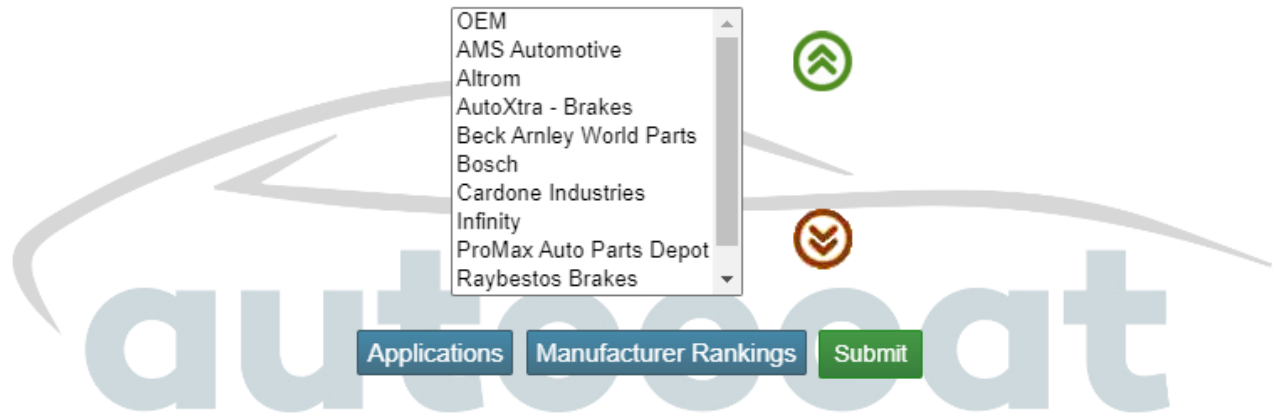 OEM
AMS Automotive
Altrom
AutoXtra - Brakes
Beck Arnley World Parts
Bosch
Cardone Industries
Infinity
ProMax Auto Parts Depot
Raybestos Brakes
Applications Manufacturer Rankings Submit